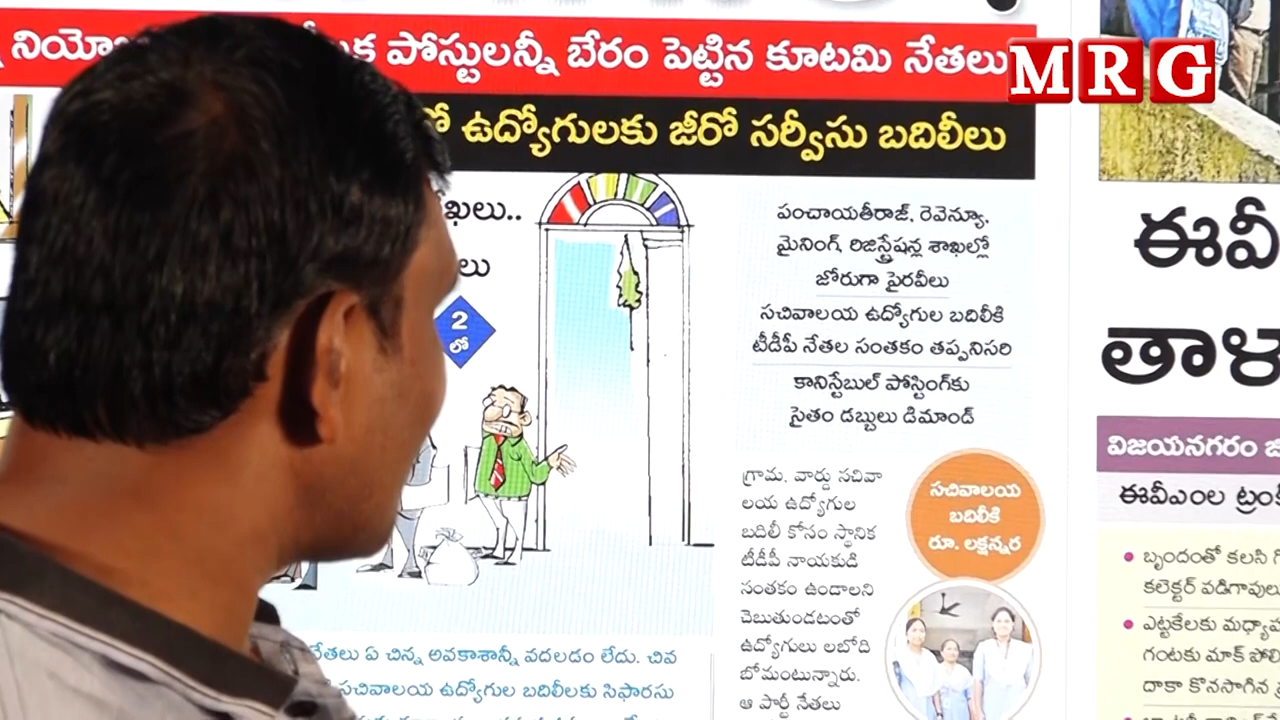 పోస్టులన్నీ బేరం పెట్టిన కూటమి నేతలు
MRG
ఉద్యోగులకు జీరో సర్వీసు బదిలీలు
2
లో
పంచాయతీరాజ్, రెవెన్యూ,
మైనింగ్, రిజిస్ట్రేషన్ల శాఖల్లో
జోరుగా పైరవీలు
సచివాలయ ఉద్యోగుల బదిలీకి
టీడీపీ నేతల సంతకం తప్పనిసరి
కానిస్టేబుల్ పోస్టింగ్‌కు
సైతం డబ్బులు డిమాండ్
గ్రామ, వార్డు సచివా
లయ ఉద్యోగుల
బదిలీ కోసం స్థానిక
టీడీపీ నాయకుడి
సంతకం ఉండాలని
చెబుతుండటంతో
ఉద్యోగులు లబోది
బోమంటున్నారు.
ఆ పార్టీ నేతలు
సచివాలయ
బదిలీకి
రూ. లక్షన్నర
నేతలు ఏ చిన్న అవకాశాన్నీ వదలడం లేదు. చివ
సచివాలయ ఉద్యోగుల బదిలీలకు సిఫారసు
ఈవీ
తాళ
విజయనగరం
ఈవీఎంల ట్రంక్
బృందంతో కలసి
కలెక్టర్ పడిగాపులు
ఎట్టకేలకు మధ్యాహ్న
గంటకు మాక్ పోలి
దాకా కొనసాగిన